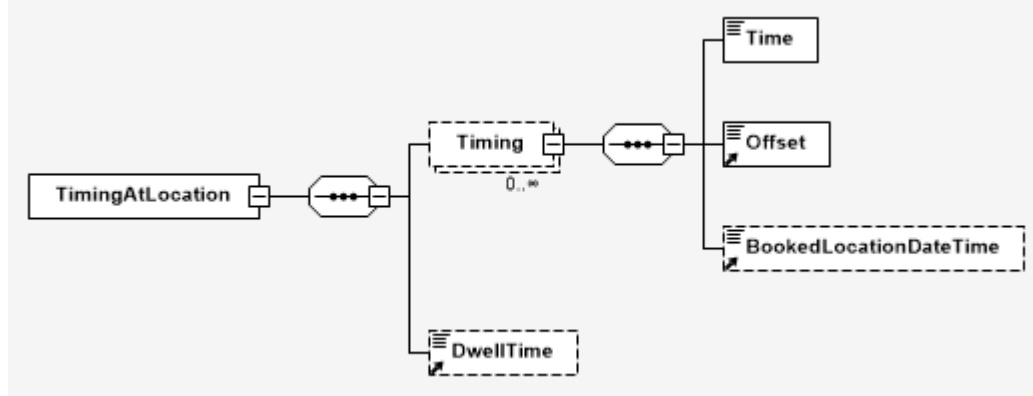 Time
Timing
Offset
0..∞
TimingAtLocation
BookedLocationDateTime
DwellTime